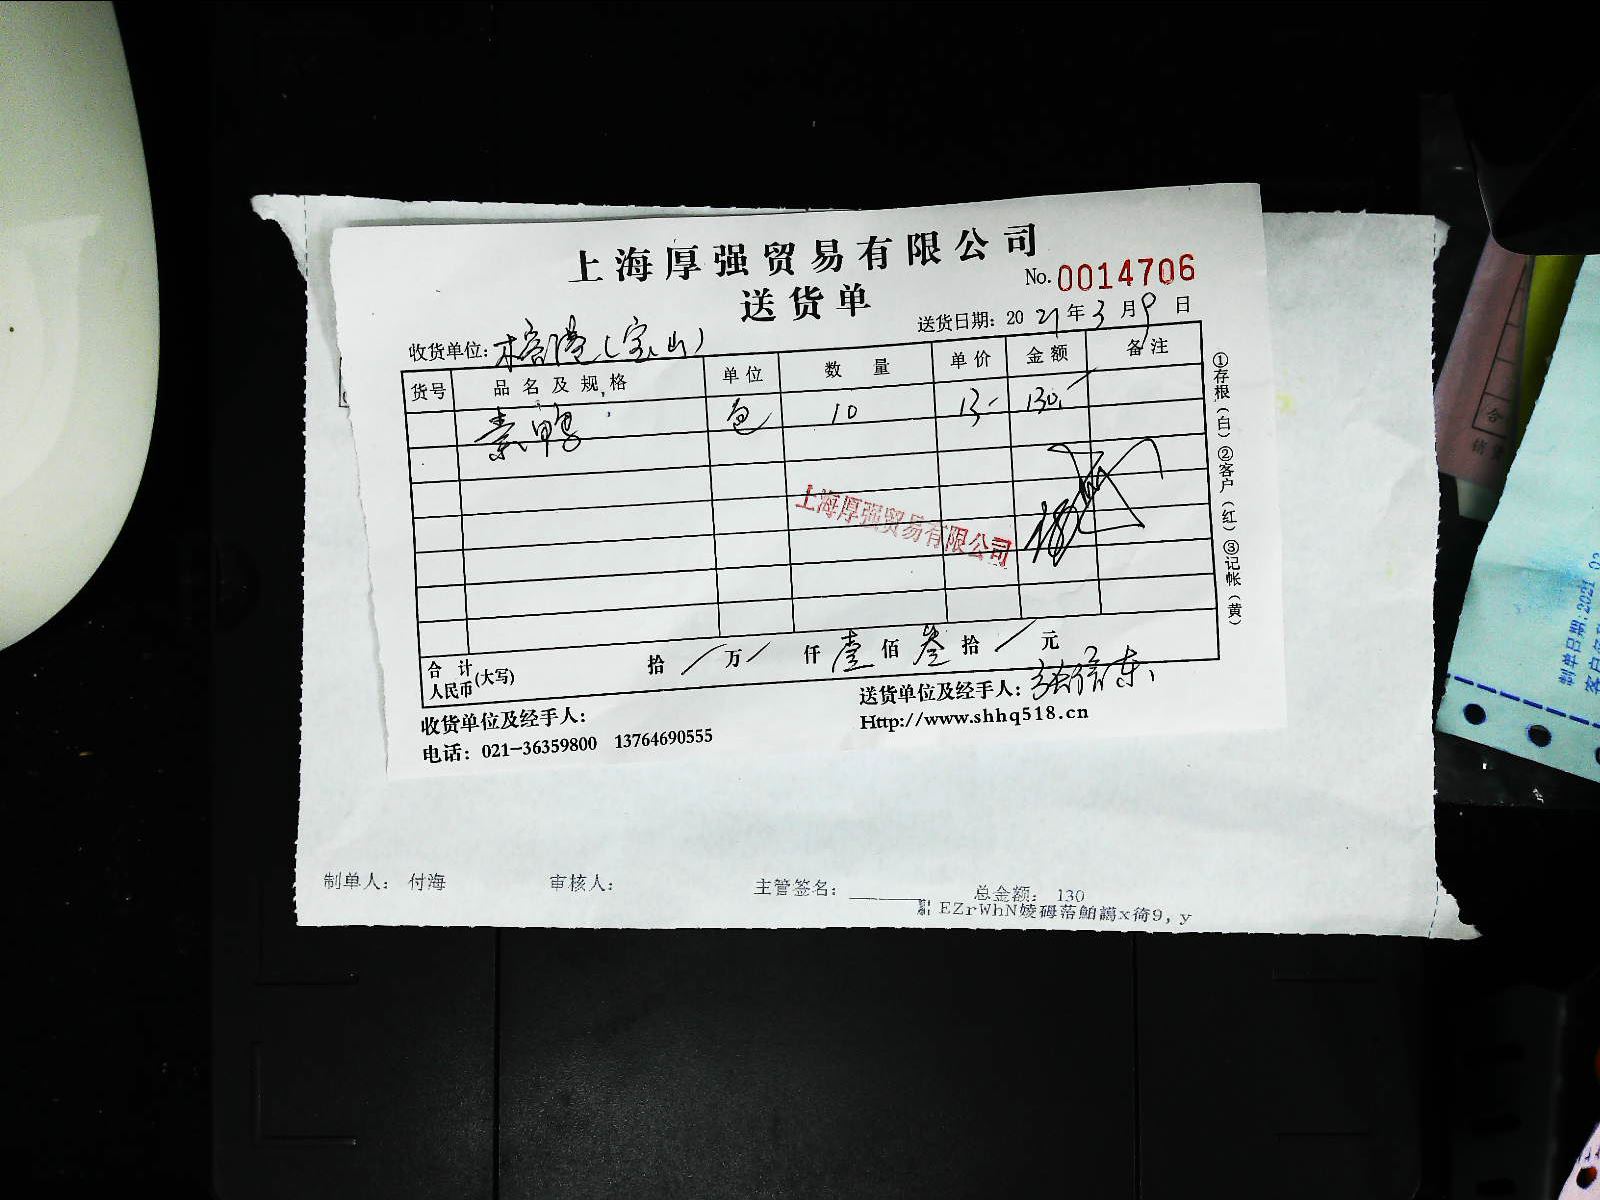 上海厚强贸易有限公司
No. 0014706
送货单
送货日期: 2021年3月9日
收货单位: (宝山)
货号 品名及规格 单位 数量 单价 金额 备注
素鸭 包 10 13- 130.-
上海厚强贸易有限公司
合计人民币(大写) 拾 / 万 / 仟 壹 佰 叁 拾 / 元
收货单位及经手人:
送货单位及经手人:
电话: 021-36359800 13764690555
Http://www.shhq518.cn
①存根(白)②客户(红)③记帐(黄)
制单人: 付海 审核人: 主管签名: 总金额: 130
制单日期:2021